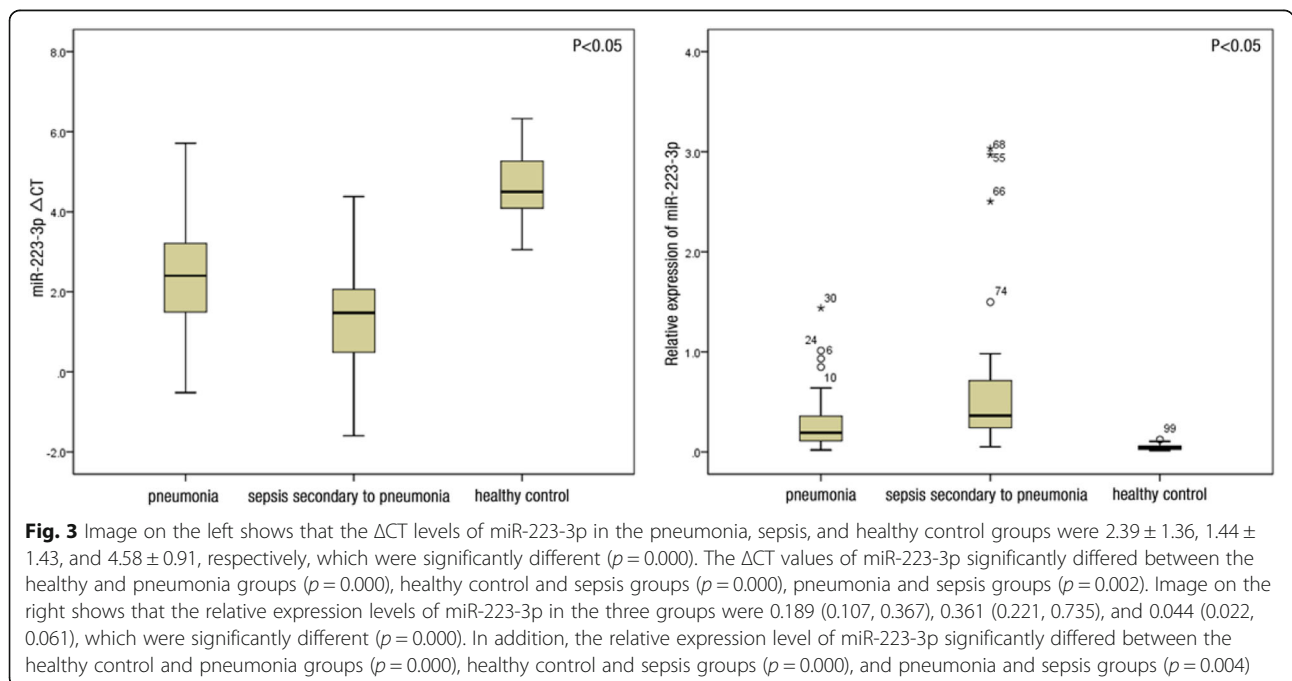 P<0.05
8.0
6.0
4.0
2.0
.0
-2.0
miR-223-3p △CT
pneumonia
sepsis secondary to pneumonia
healthy control
P<0.05
4.0
3.0
2.0
1.0
.0
Relative expression of miR-223-3p
30
24
6
10
68
55
66
74
99
pneumonia
sepsis secondary to pneumonia
healthy control
Fig. 3 Image on the left shows that the ΔCT levels of miR-223-3p in the pneumonia, sepsis, and healthy control groups were 2.39 ± 1.36, 1.44 ±
1.43, and 4.58 ± 0.91, respectively, which were significantly different (p = 0.000). The ΔCT values of miR-223-3p significantly differed between the
healthy and pneumonia groups (p = 0.000), healthy control and sepsis groups (p = 0.000), pneumonia and sepsis groups (p = 0.002). Image on the
right shows that the relative expression levels of miR-223-3p in the three groups were 0.189 (0.107, 0.367), 0.361 (0.221, 0.735), and 0.044 (0.022,
0.061), which were significantly different (p = 0.000). In addition, the relative expression level of miR-223-3p significantly differed between the
healthy control and pneumonia groups (p = 0.000), healthy control and sepsis groups (p = 0.000), and pneumonia and sepsis groups (p = 0.004)